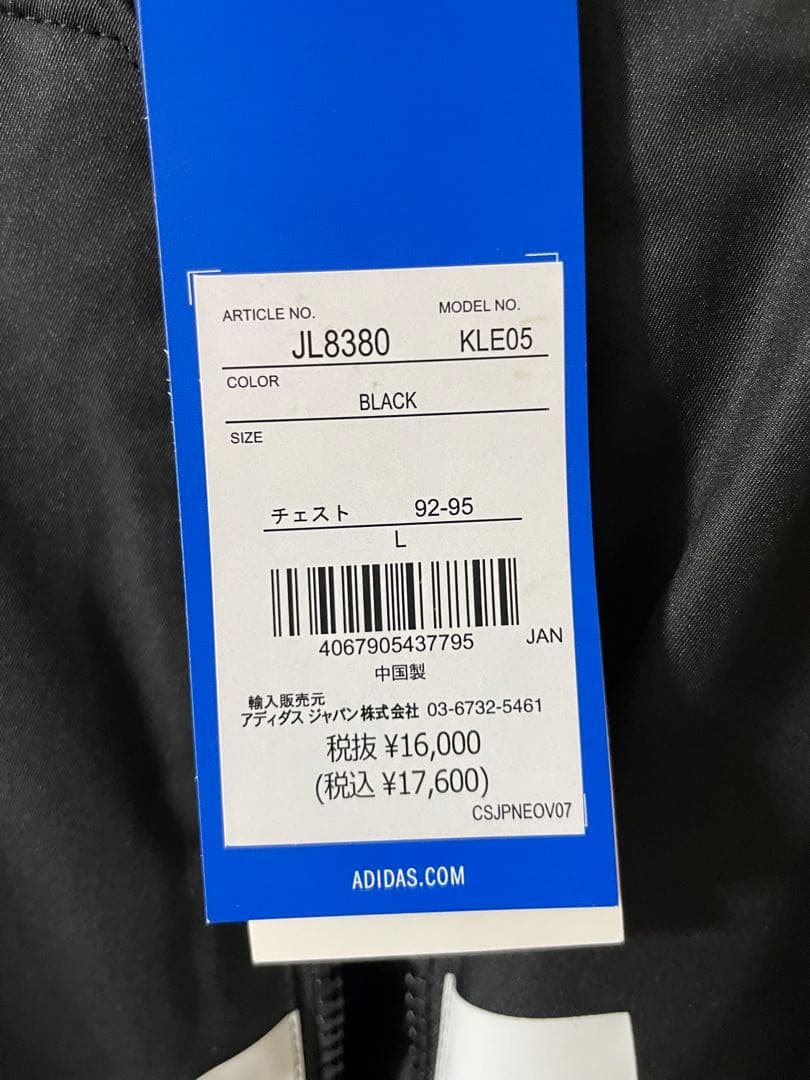 ARTICLE NO. MODEL NO.
JL8380 KLE05
COLOR
BLACK
SIZE
チェスト 92-95
L
4067905437795 JAN
中国製
輸入販売元
アディダス ジャパン株式会社 03-6732-5461
税抜 ¥16,000
(税込 ¥17,600)
CSJPNEOV07
ADIDAS.COM